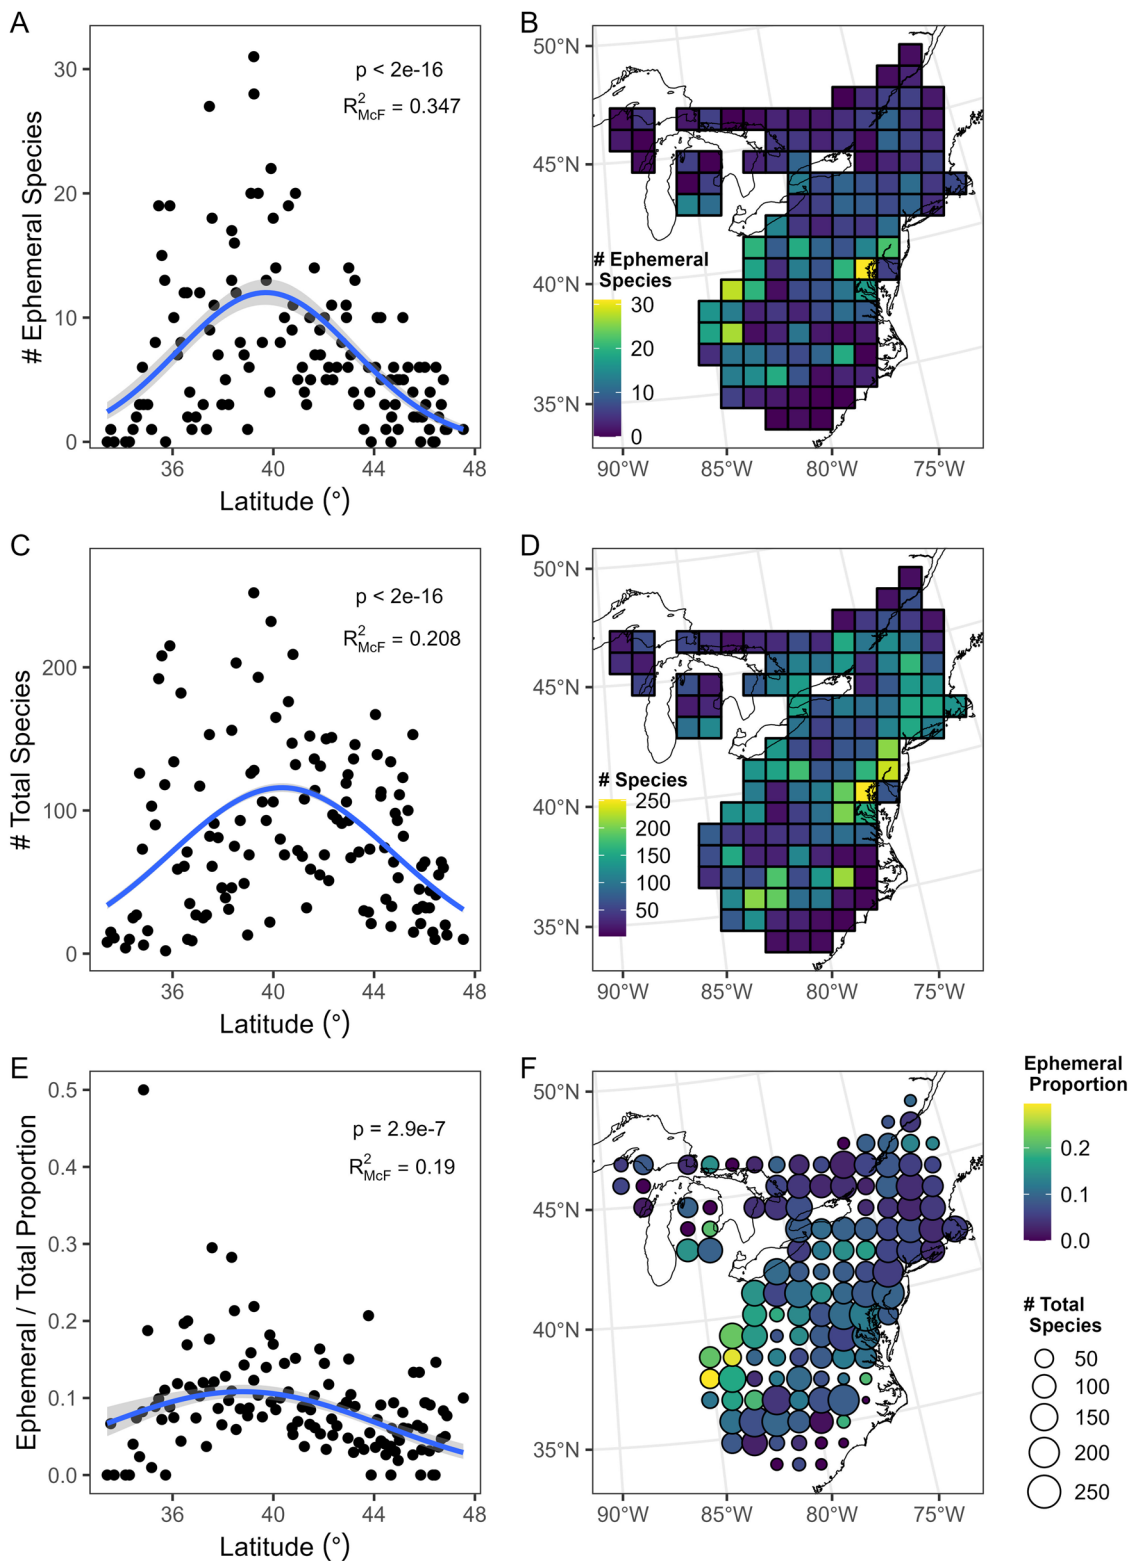 A
p < 2e-16
R²McF = 0.347
# Ephemeral Species
30
20
10
0
36
40
44
48
Latitude (°)
B
50°N
45°N
40°N
35°N
# Ephemeral
Species
30
20
10
0
90°W
85°W
80°W
75°W
C
p < 2e-16
R²McF = 0.208
# Total Species
200
100
0
36
40
44
48
Latitude (°)
D
50°N
45°N
40°N
35°N
# Species
250
200
150
100
50
90°W
85°W
80°W
75°W
E
p = 2.9e-7
R²McF = 0.19
Ephemeral / Total Proportion
0.5
0.4
0.3
0.2
0.1
0.0
36
40
44
48
Latitude (°)
F
50°N
45°N
40°N
35°N
90°W
85°W
80°W
75°W
Ephemeral
Proportion
0.2
0.1
0.0
# Total
Species
50
100
150
200
250